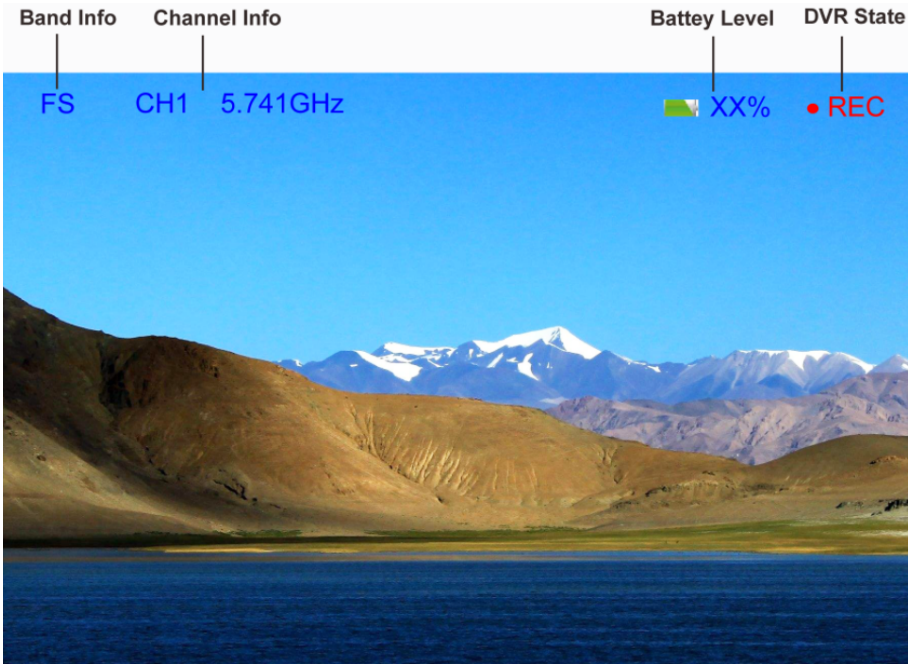 Band Info Channel Info Battey Level DVR State
FS CH1 5.741GHz XX% REC